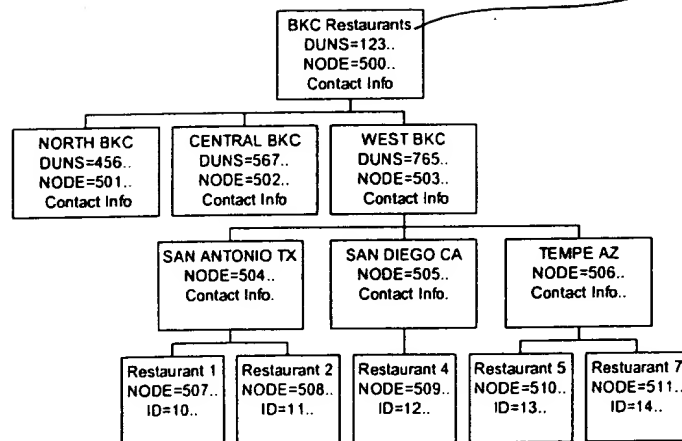 BKC Restaurants
DUNS=123..
NODE=500..
Contact Info
NORTH BKC
DUNS=456..
NODE=501..
Contact Info
CENTRAL BKC
DUNS=567..
NODE=502..
Contact Info
WEST BKC
DUNS=765..
NODE=503..
Contact Info
SAN ANTONIO TX
NODE=504..
Contact Info.
SAN DIEGO CA
NODE=505..
Contact Info.
TEMPE AZ
NODE=506..
Contact Info..
Restaurant 1
NODE=507..
ID=10..
Restaurant 2
NODE=508..
ID=11..
Restaurant 4
NODE=509..
ID=12..
Restaurant 5
NODE=510..
ID=13..
Restuarant 7
NODE=511..
ID=14..